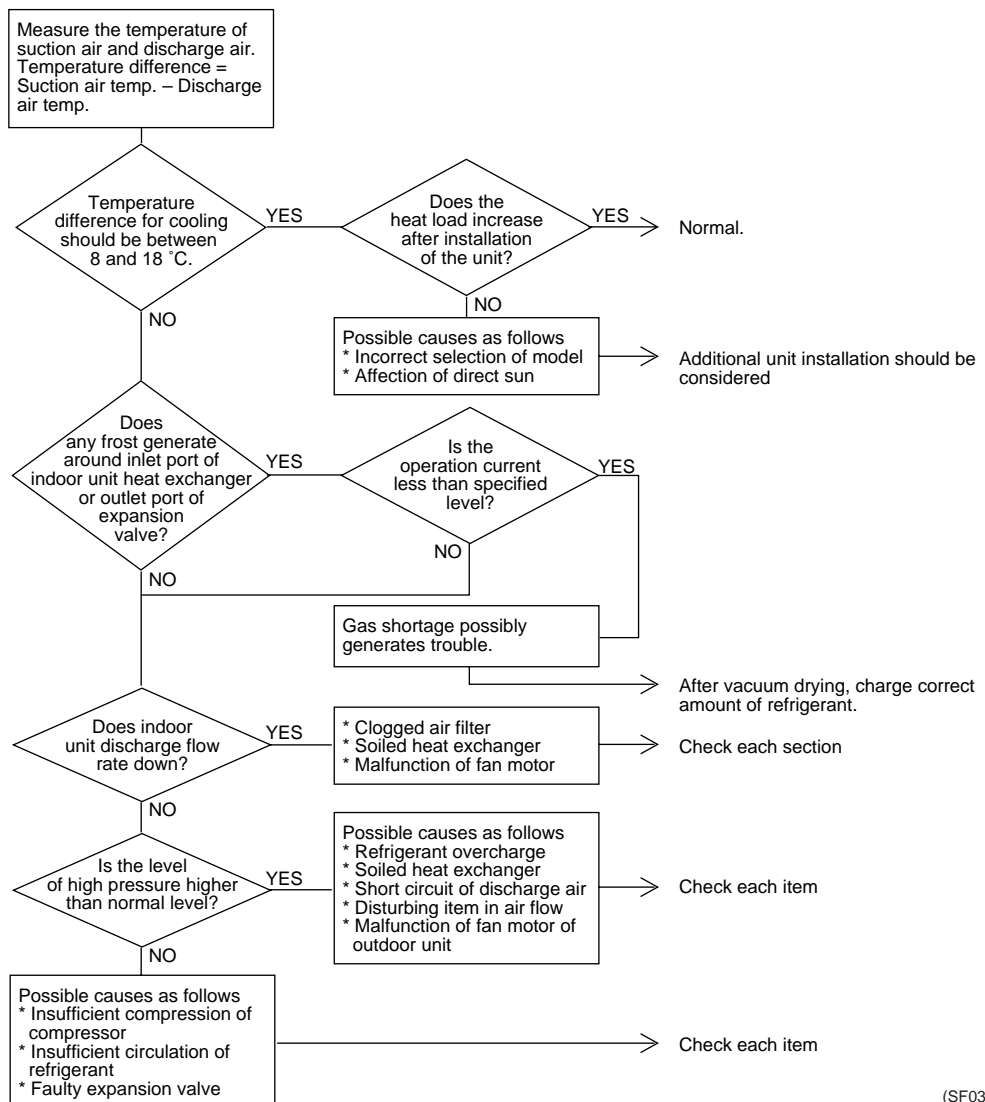 Measure the temperature of
suction air and discharge air.
Temperature difference =
Suction air temp. – Discharge
air temp.
Temperature
difference for cooling
should be between
8 and 18 ˚C.
YES
Does the
heat load increase
after installation
of the unit?
YES
Normal.
NO
NO
Possible causes as follows
* Incorrect selection of model
* Affection of direct sun
Additional unit installation should be
considered
Does
any frost generate
around inlet port of
indoor unit heat exchanger
or outlet port of
expansion
valve?
YES
Is the
operation current
less than specified
level?
YES
NO
NO
Gas shortage possibly
generates trouble.
After vacuum drying, charge correct
amount of refrigerant.
Does indoor
unit discharge flow
rate down?
YES
* Clogged air filter
* Soiled heat exchanger
* Malfunction of fan motor
Check each section
NO
Is the level
of high pressure higher
than normal level?
YES
Possible causes as follows
* Refrigerant overcharge
* Soiled heat exchanger
* Short circuit of discharge air
* Disturbing item in air flow
* Malfunction of fan motor of
outdoor unit
Check each item
NO
Possible causes as follows
* Insufficient compression of
compressor
* Insufficient circulation of
refrigerant
* Faulty expansion valve
Check each item
(SF03